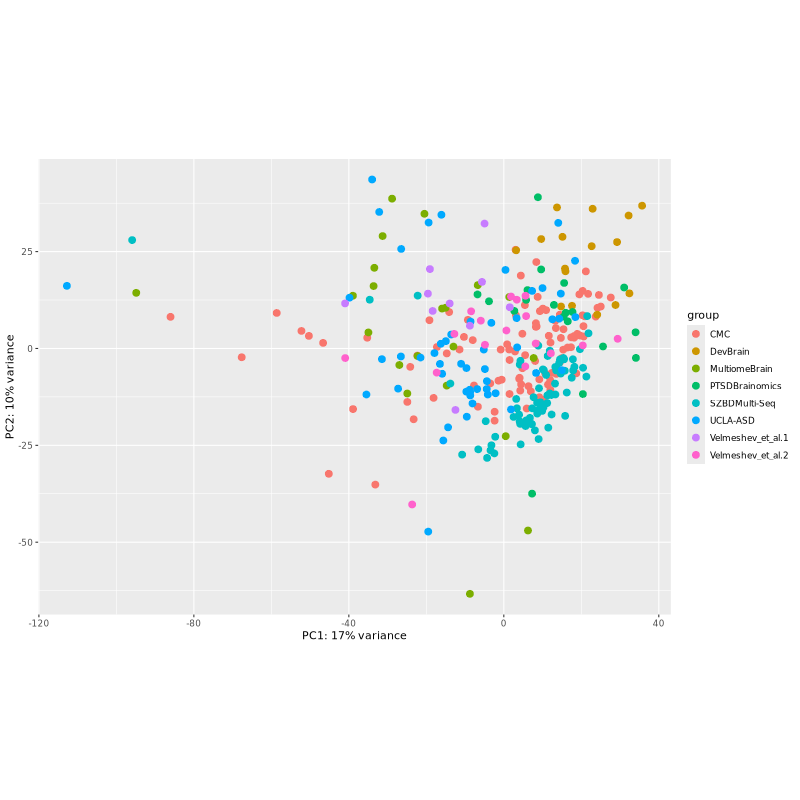 25
0
-25
-50
-120
-80
-40
0
40
PC1: 17% variance
PC2: 10% variance
group
CMC
DevBrain
MultiomeBrain
PTSDBrainomics
SZBDMulti-Seq
UCLA-ASD
Velmeshev_et_al.1
Velmeshev_et_al.2